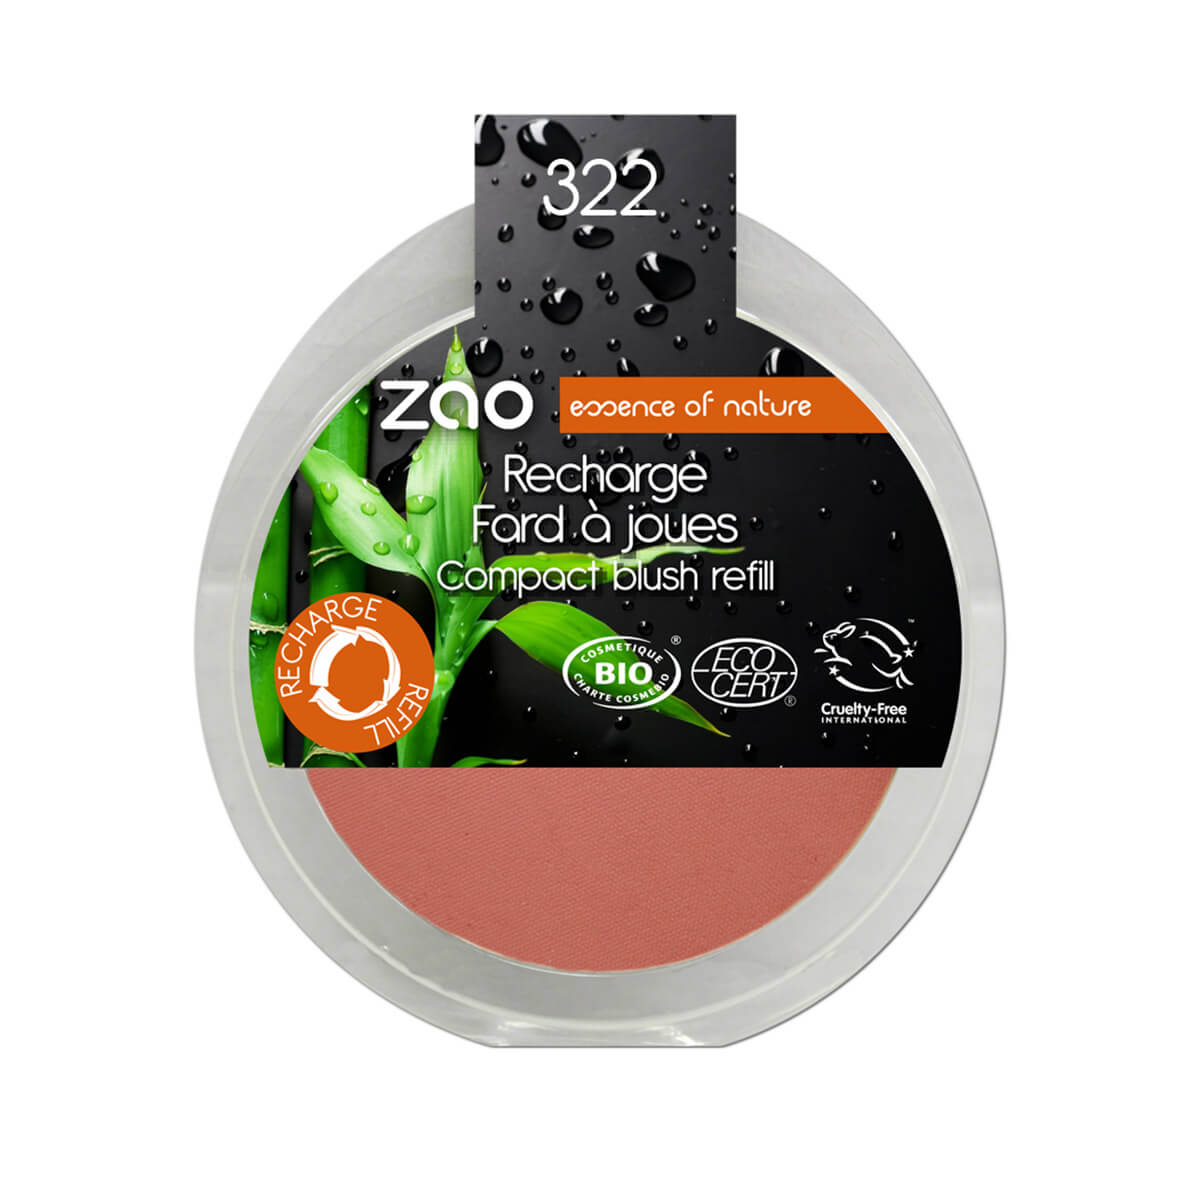 322
zao essence of nature
Recharge
Fard à joues
Compact blush refill
RECHARGE
REFILL
COSMETIQUE
BIO
CHARTE COSMEBIO
®
ECO
CERT
®
™
Cruelty-Free
INTERNATIONAL